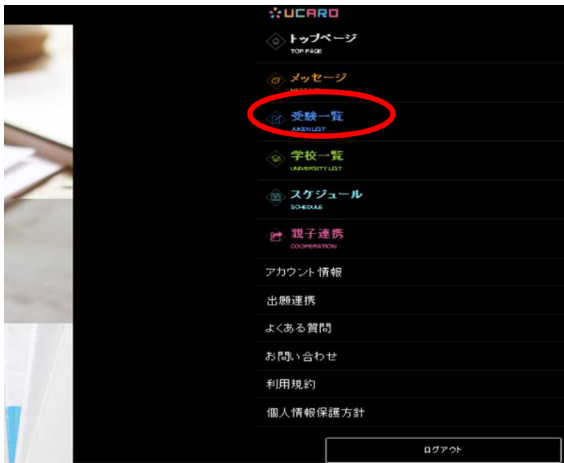 UCARO
トップページ
TOP PAGE
メッセージ
受験一覧
JUKEN LIST
学校一覧
UNIVERSITY LIST
スケジュール
SCHEDULE
親子連携
COOPERATION
アカウント情報
出願連携
よくある質問
お問い合わせ
利用規約
個人情報保護方針
ログアウト